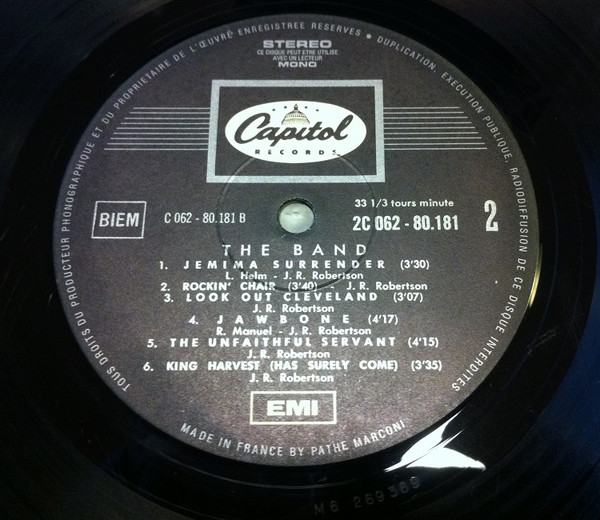 TOUS DROITS DU PRODUCTEUR PHONOGRAPHIQUE ET DU PROPRIETAIRE DE L'ŒUVRE ENREGISTREE RESERVES • DUPLICATION, EXECUTION PUBLIQUE, RADIODIFFUSION DE CE DISQUE INTERDITES
STEREO
CE DISQUE PEUT ETRE UTILISE
AVEC UN LECTEUR
MONO
Capitol
RECORDS
33 1/3 tours minute
BIEM C 062 - 80.181 B 2C 062 - 80.181 2
THE BAND
1. JEMIMA SURRENDER (3'30)
L. Helm - J. R. Robertson
2. ROCKIN' CHAIR (3'40) - J. R. Robertson
3. LOOK OUT CLEVELAND (3'07)
J. R. Robertson
4. JAWBONE (4'17)
R. Manuel - J. R. Robertson
5. THE UNFAITHFUL SERVANT (4'15)
J. R. Robertson
6. KING HARVEST (HAS SURELY COME) (3'35)
J. R. Robertson
EMI
MADE IN FRANCE BY PATHE MARCONI